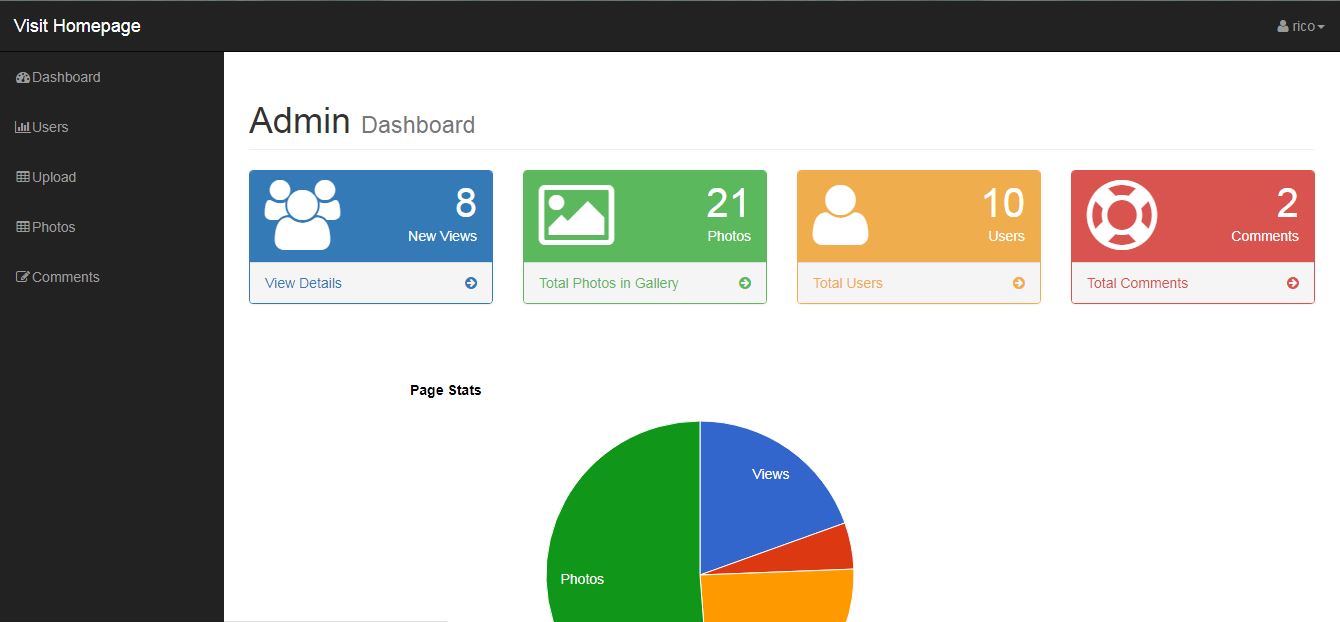 Visit Homepage
rico
Dashboard
Users
Upload
Photos
Comments
Admin Dashboard
8
New Views
View Details
21
Photos
Total Photos in Gallery
10
Users
Total Users
2
Comments
Total Comments
Page Stats
Views
Photos